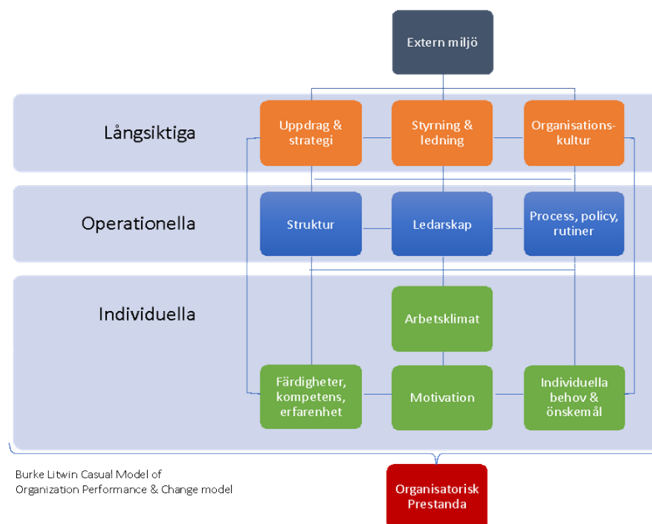 Extern miljö
Långsiktiga
Uppdrag &
strategi
Styrning &
ledning
Organisations-
kultur
Operationella
Struktur
Ledarskap
Process, policy,
rutiner
Individuella
Arbetsklimat
Färdigheter,
kompetens,
erfarenhet
Motivation
Individuella
behov &
önskemål
Burke Litwin Casual Model of
Organization Performance & Change model
Organisatorisk
Prestanda